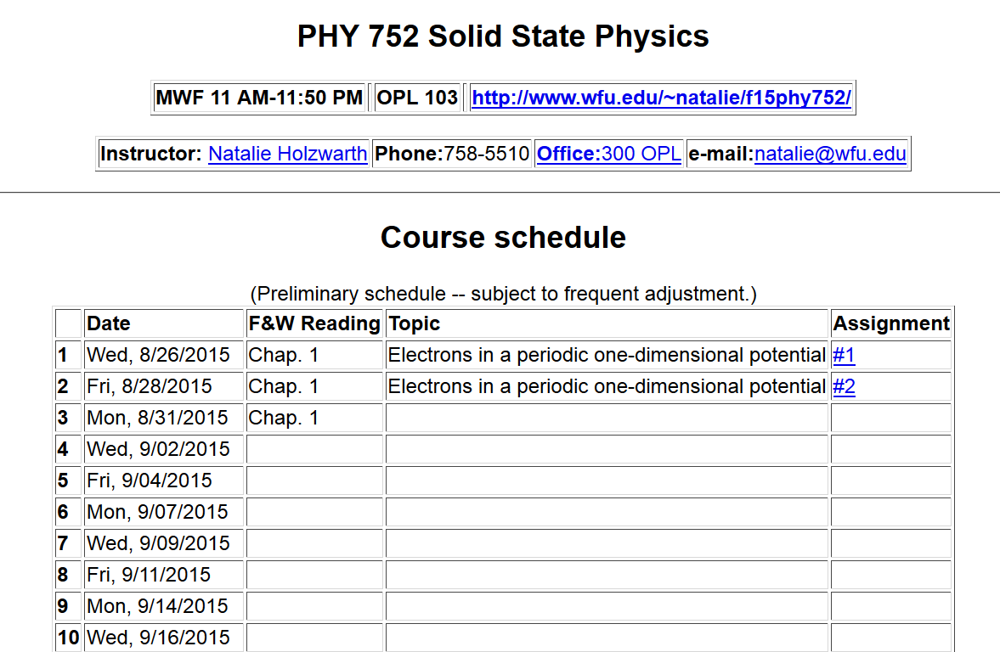 PHY 752 Solid State Physics
MWF 11 AM-11:50 PM OPL 103 http://www.wfu.edu/~natalie/f15phy752/
Instructor: Natalie Holzwarth Phone:758-5510 Office:300 OPL e-mail:natalie@wfu.edu
Course schedule
(Preliminary schedule -- subject to frequent adjustment.)
Date F&W Reading Topic Assignment
1 Wed, 8/26/2015 Chap. 1 Electrons in a periodic one-dimensional potential #1
2 Fri, 8/28/2015 Chap. 1 Electrons in a periodic one-dimensional potential #2
3 Mon, 8/31/2015 Chap. 1
4 Wed, 9/02/2015
5 Fri, 9/04/2015
6 Mon, 9/07/2015
7 Wed, 9/09/2015
8 Fri, 9/11/2015
9 Mon, 9/14/2015
10 Wed, 9/16/2015